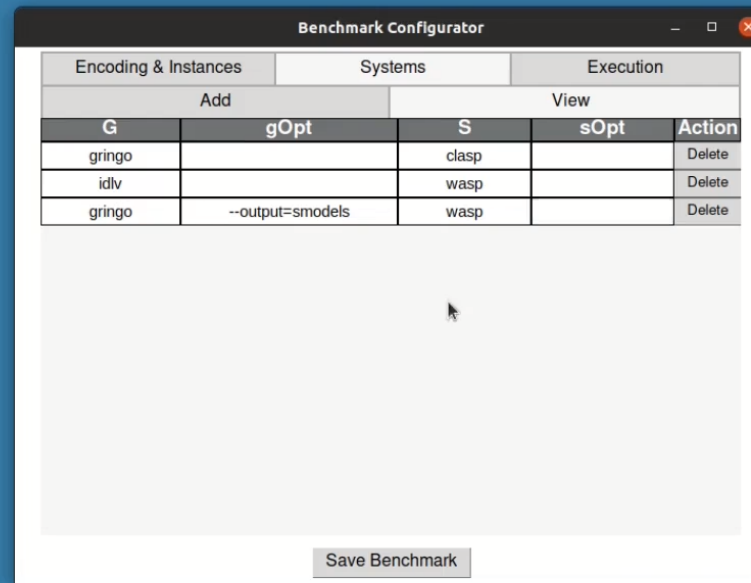 Benchmark Configurator
Encoding & Instances Systems Execution
Add View
G gOpt S sOpt Action
gringo clasp Delete
idlv wasp Delete
gringo --output=smodels wasp Delete
Save Benchmark